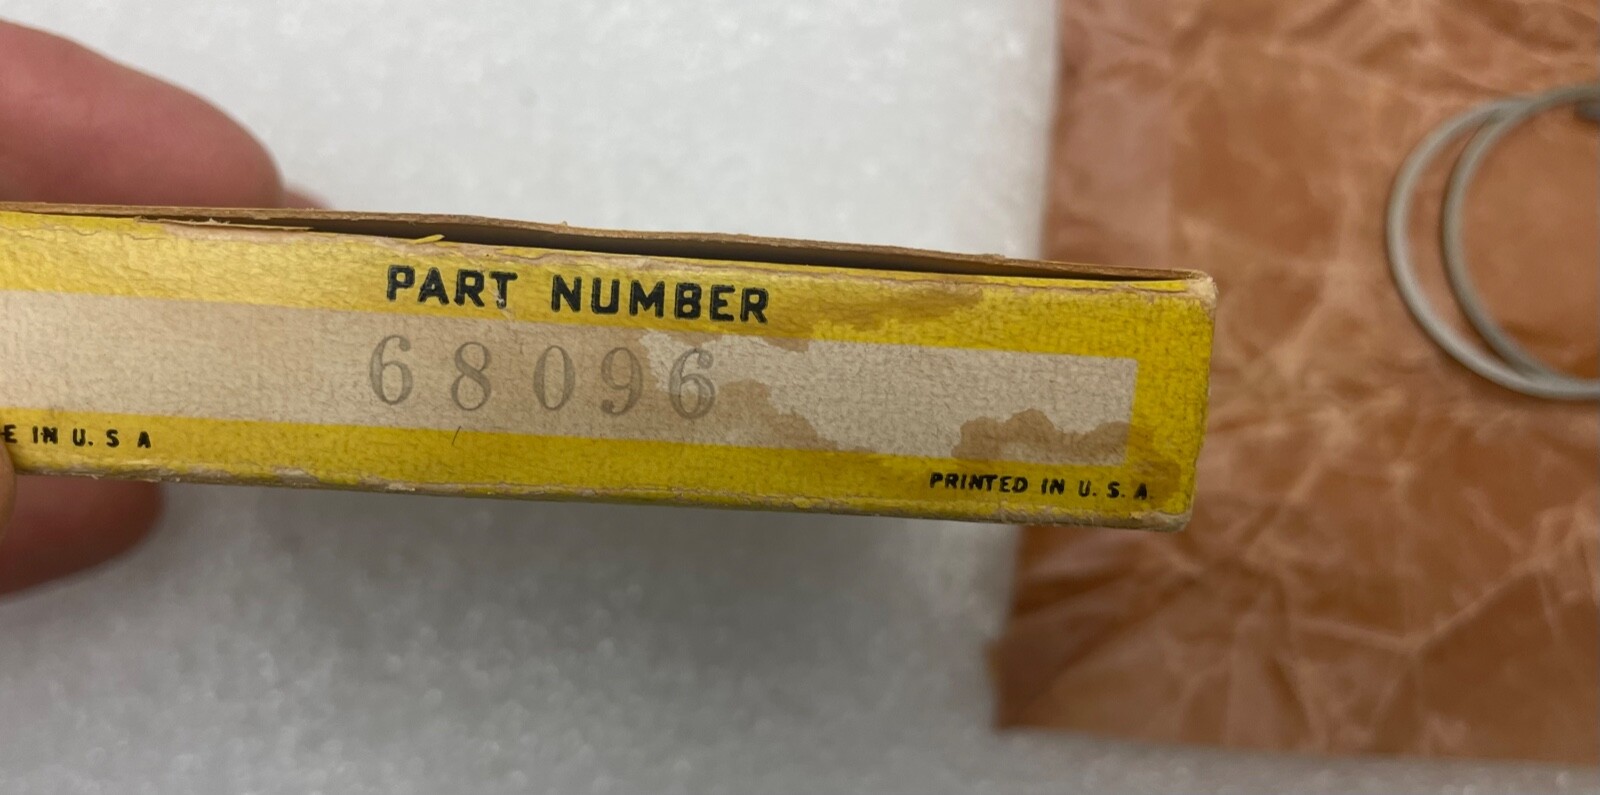 PART NUMBER
68096
E IN U. S A
PRINTED IN U. S. A.